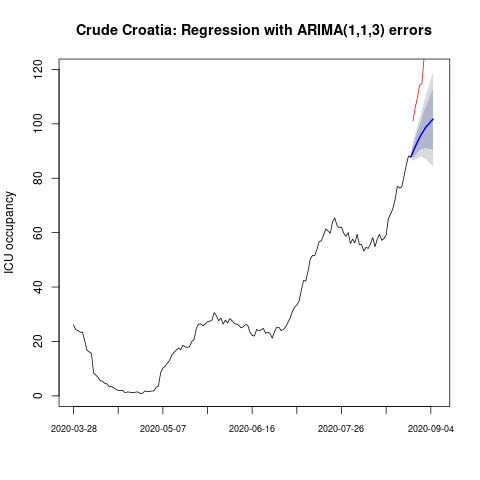 Crude Croatia: Regression with ARIMA(1,1,3) errors
ICU occupancy
120
100
80
60
40
20
0
2020-03-28 2020-05-07 2020-06-16 2020-07-26 2020-09-04